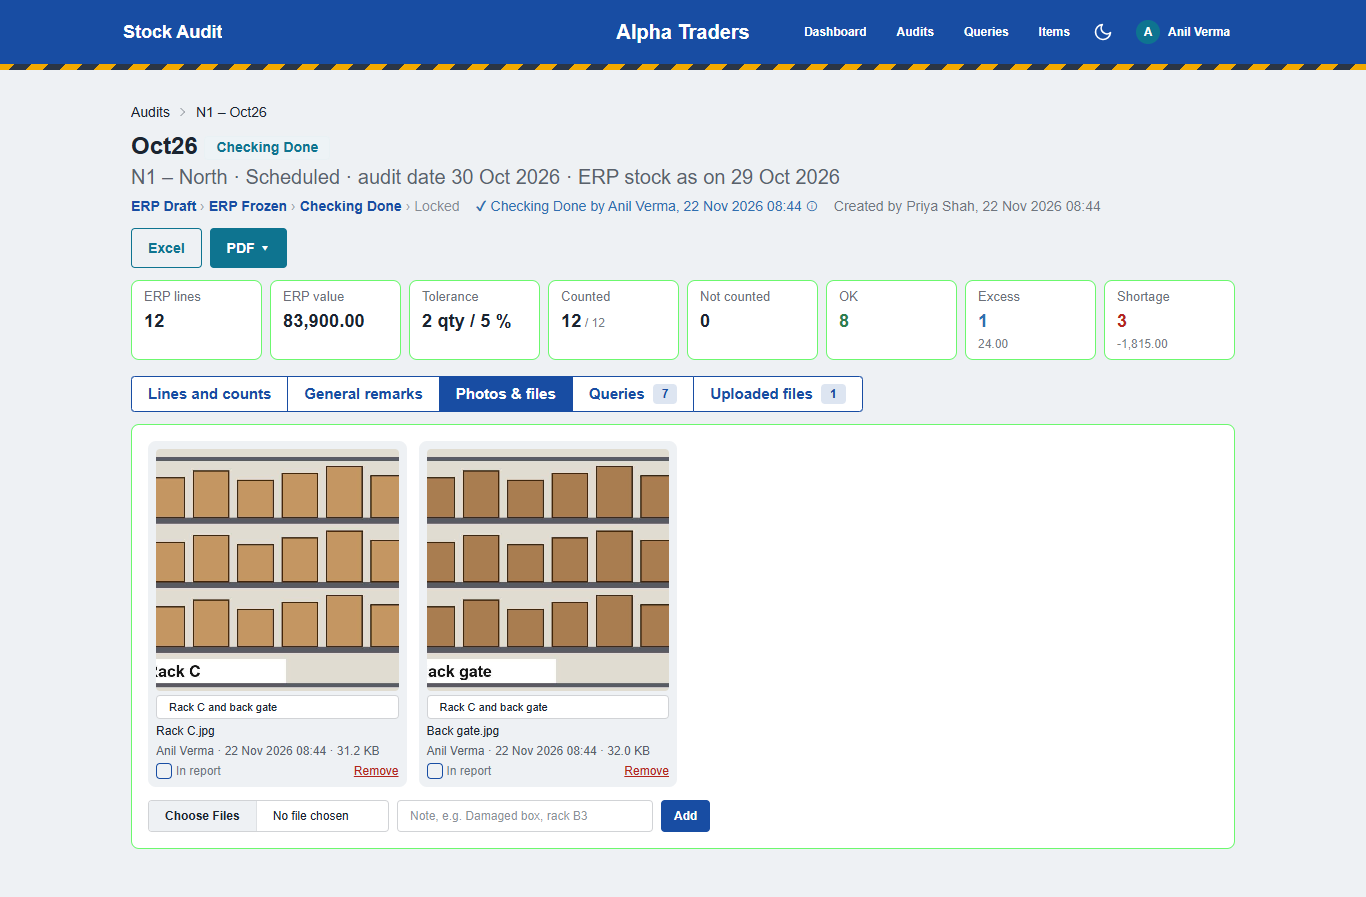 Stock Audit
Alpha Traders
Dashboard
Audits
Queries
Items
A
Anil Verma
Audits
N1 – Oct26
Oct26
Checking Done
N1 – North · Scheduled · audit date 30 Oct 2026 · ERP stock as on 29 Oct 2026
ERP Draft › ERP Frozen › Checking Done › Locked ✓ Checking Done by Anil Verma, 22 Nov 2026 08:44 Created by Priya Shah, 22 Nov 2026 08:44
Excel
PDF
ERP lines
12
ERP value
83,900.00
Tolerance
2 qty / 5 %
Counted
12 / 12
Not counted
0
OK
8
Excess
1
24.00
Shortage
3
-1,815.00
Lines and counts
General remarks
Photos & files
Queries 7
Uploaded files 1
ack C
Rack C and back gate
Rack C.jpg
Anil Verma · 22 Nov 2026 08:44 · 31.2 KB
In report
Remove
ack gate
Rack C and back gate
Back gate.jpg
Anil Verma · 22 Nov 2026 08:44 · 32.0 KB
In report
Remove
Choose Files
No file chosen
Note, e.g. Damaged box, rack B3
Add